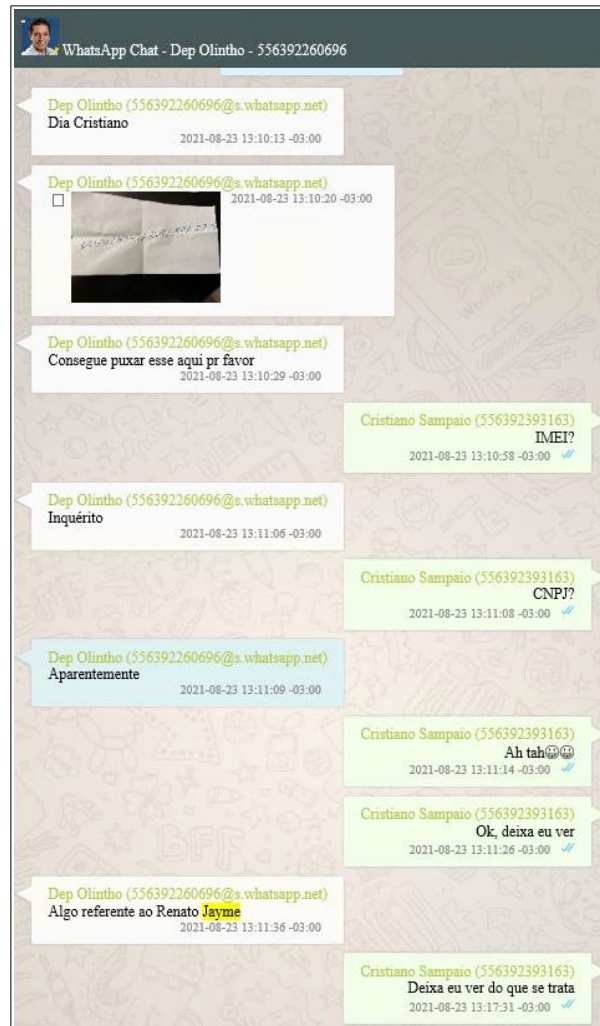 WhatsApp Chat - Dep Olintho - 556392260696
Dep Olintho (556392260696@s.whatsapp.net)
Dia Cristiano
2021-08-23 13:10:13 -03:00
Dep Olintho (556392260696@s.whatsapp.net)
2021-08-23 13:10:20 -03:00
Dep Olintho (556392260696@s.whatsapp.net)
Consegue puxar esse aqui pr favor
2021-08-23 13:10:29 -03:00
Cristiano Sampaio (556392393163)
IMEI?
2021-08-23 13:10:58 -03:00
Dep Olintho (556392260696@s.whatsapp.net)
Inquérito
2021-08-23 13:11:06 -03:00
Cristiano Sampaio (556392393163)
CNPJ?
2021-08-23 13:11:08 -03:00
Dep Olintho (556392260696@s.whatsapp.net)
Aparentemente
2021-08-23 13:11:09 -03:00
Cristiano Sampaio (556392393163)
Ah tah😀😀
2021-08-23 13:11:14 -03:00
Cristiano Sampaio (556392393163)
Ok, deixa eu ver
2021-08-23 13:11:26 -03:00
Dep Olintho (556392260696@s.whatsapp.net)
Algo referente ao Renato Jayme
2021-08-23 13:11:36 -03:00
Cristiano Sampaio (556392393163)
Deixa eu ver do que se trata
2021-08-23 13:17:31 -03:00